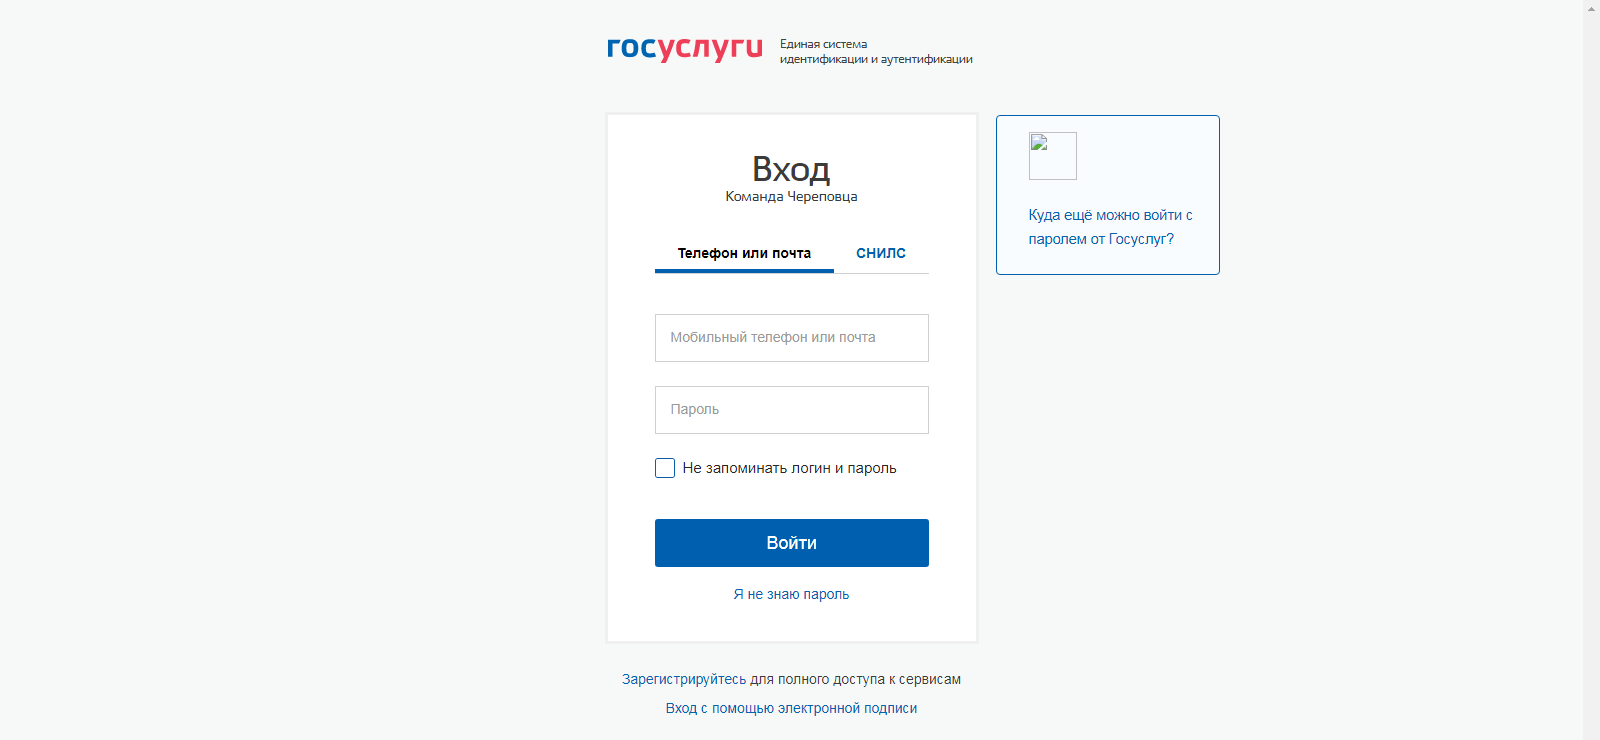 госуслуги
Единая система
идентификации и аутентификации
Вход
Команда Череповца
Телефон или почта
СНИЛС
Мобильный телефон или почта
Пароль
Не запоминать логин и пароль
Войти
Я не знаю пароль
Зарегистрируйтесь для полного доступа к сервисам
Вход с помощью электронной подписи
Куда ещё можно войти с
паролем от Госуслуг?